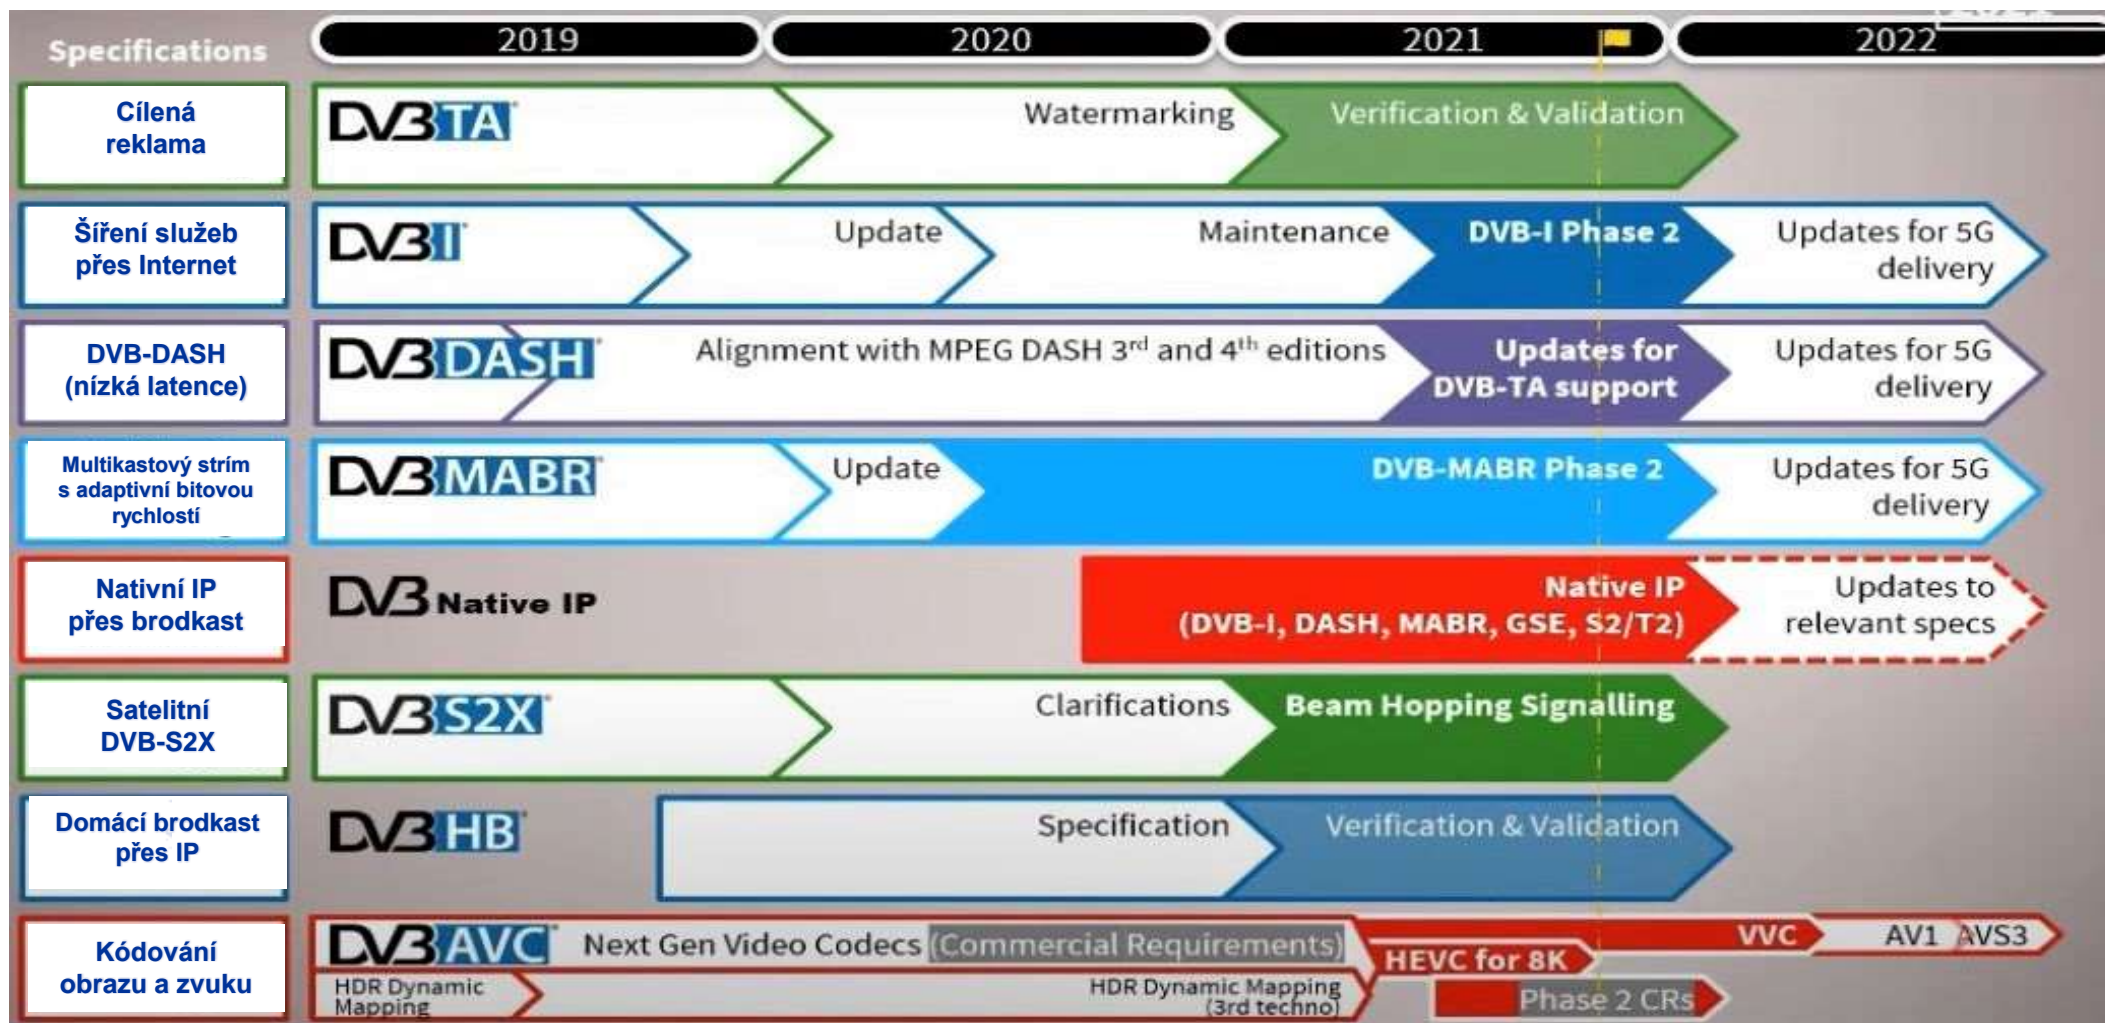 Specifications
2019
2020
2021
2022
Cílená
reklama
DVB TA
Watermarking
Verification & Validation
Šíření služeb
přes Internet
DVB I
Update
Maintenance
DVB-I Phase 2
Updates for 5G
delivery
DVB-DASH
(nízká latence)
DVB DASH
Alignment with MPEG DASH 3rd and 4th editions
Updates for
DVB-TA support
Updates for 5G
delivery
Multikastový strím
s adaptivní bitovou
rychlostí
DVB MABR
Update
DVB-MABR Phase 2
Updates for 5G
delivery
Nativní IP
přes brodkast
DVB Native IP
Native IP
(DVB-I, DASH, MABR, GSE, S2/T2)
Updates to
relevant specs
Satelitní
DVB-S2X
DVB S2X
Clarifications
Beam Hopping Signalling
Domácí brodkast
přes IP
DVB HB
Specification
Verification & Validation
Kódování
obrazu a zvuku
DVB AVC
Next Gen Video Codecs (Commercial Requirements)
HEVC for 8K
VVC
AV1
AVS3
HDR Dynamic
Mapping
HDR Dynamic Mapping
(3rd techno)
Phase 2 CRs